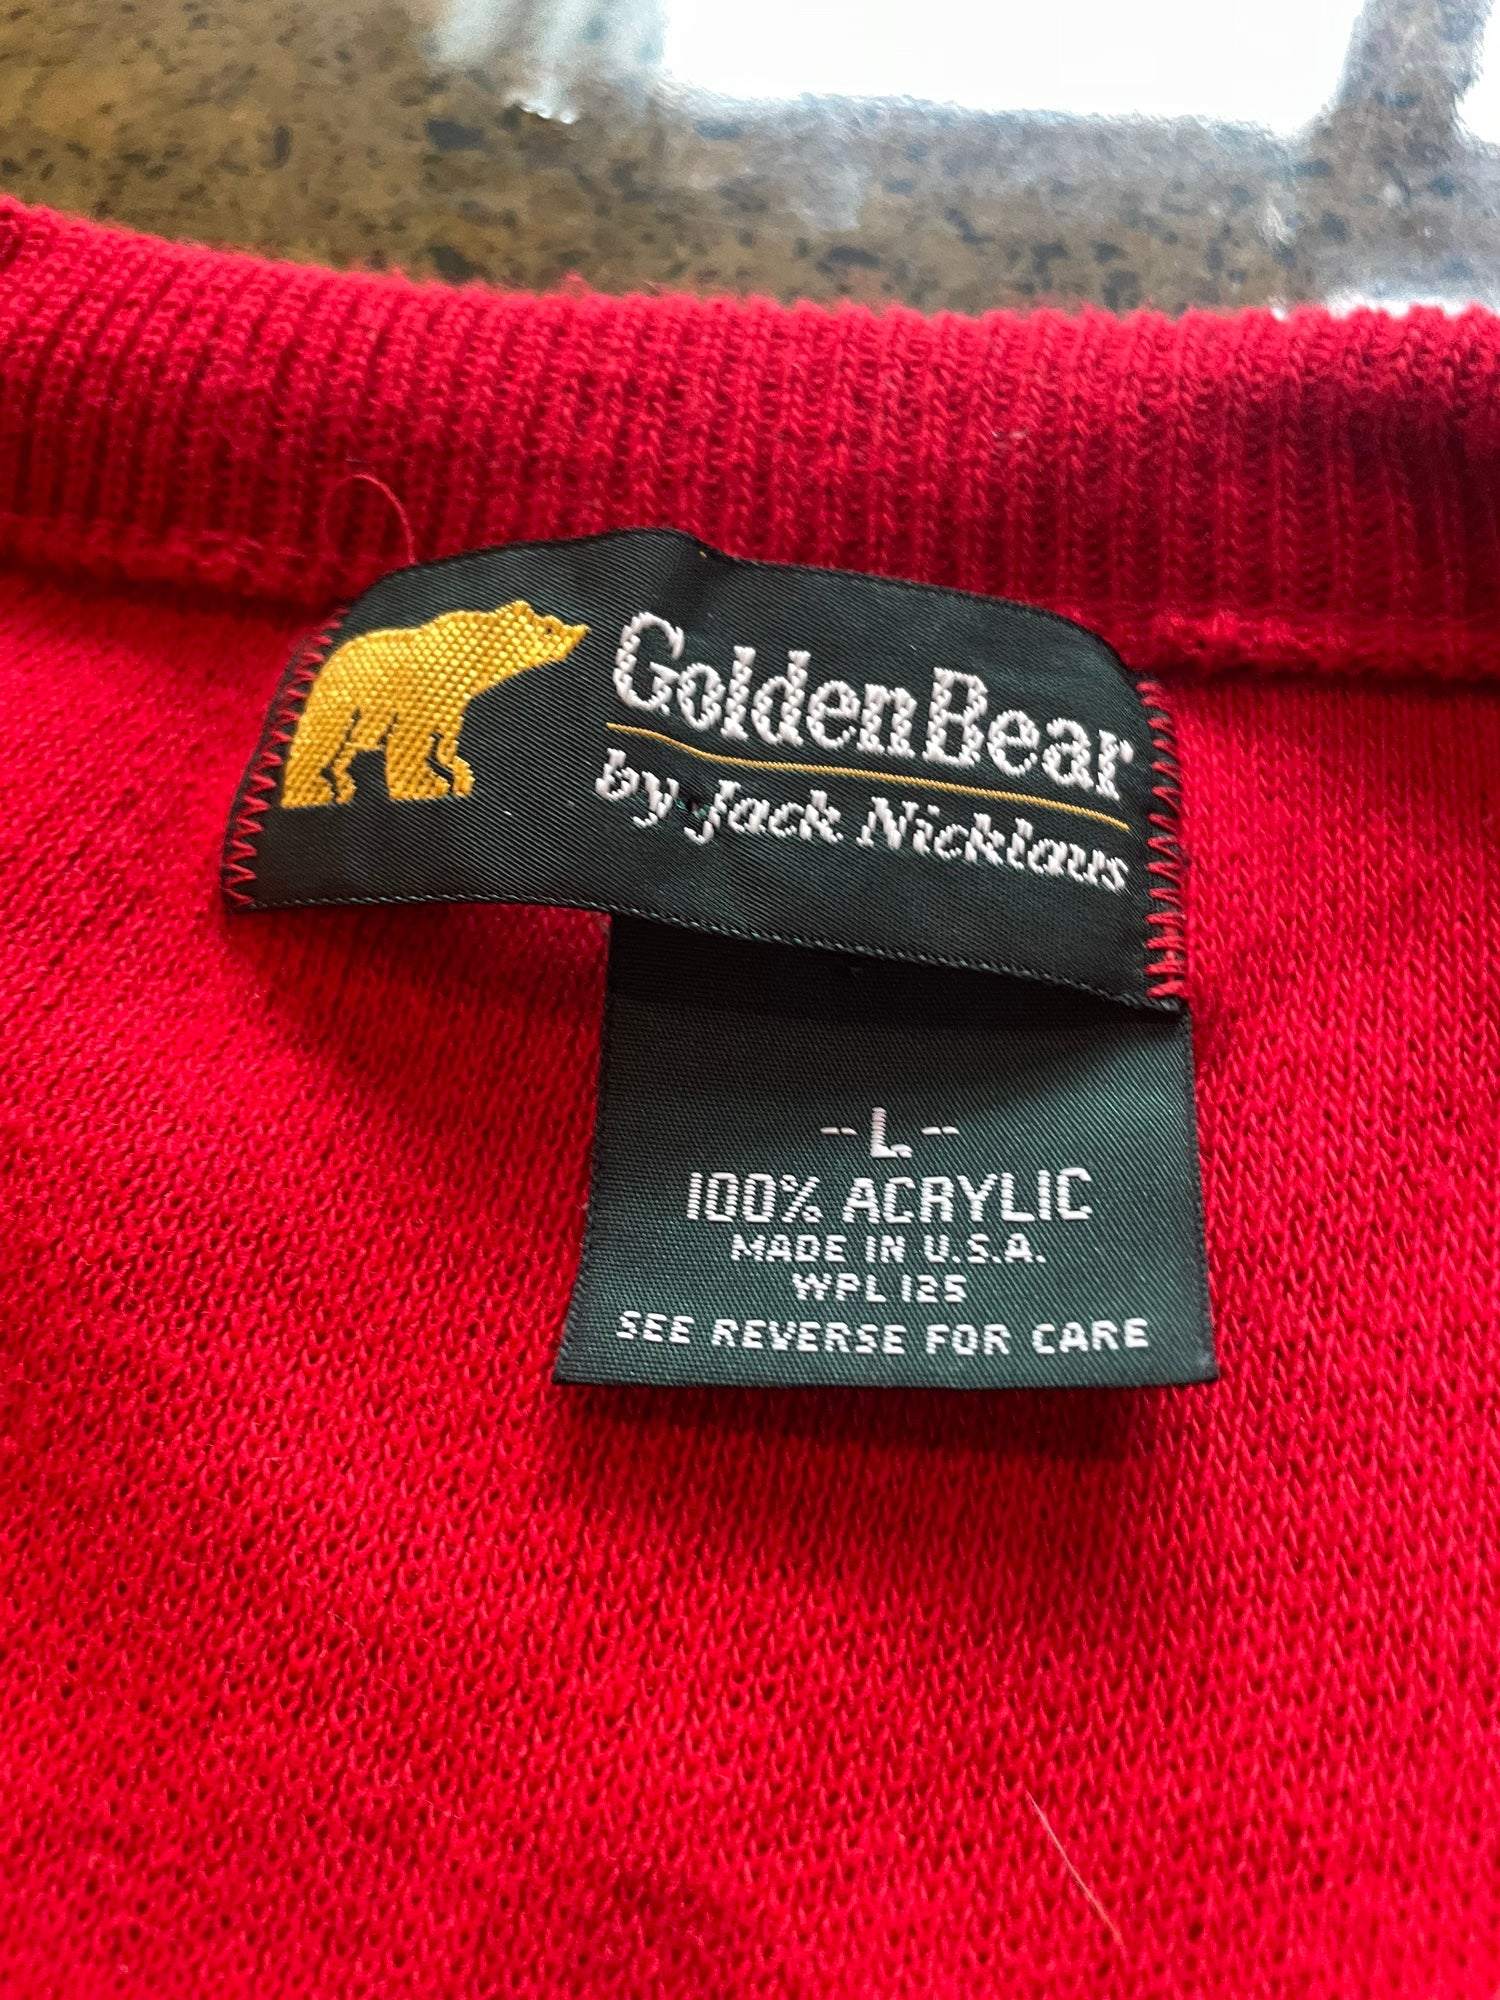 GoldenBear
by Jack Nicklaus
--L--
100% ACRYLIC
MADE IN U.S.A.
WPL 125
SEE REVERSE FOR CARE